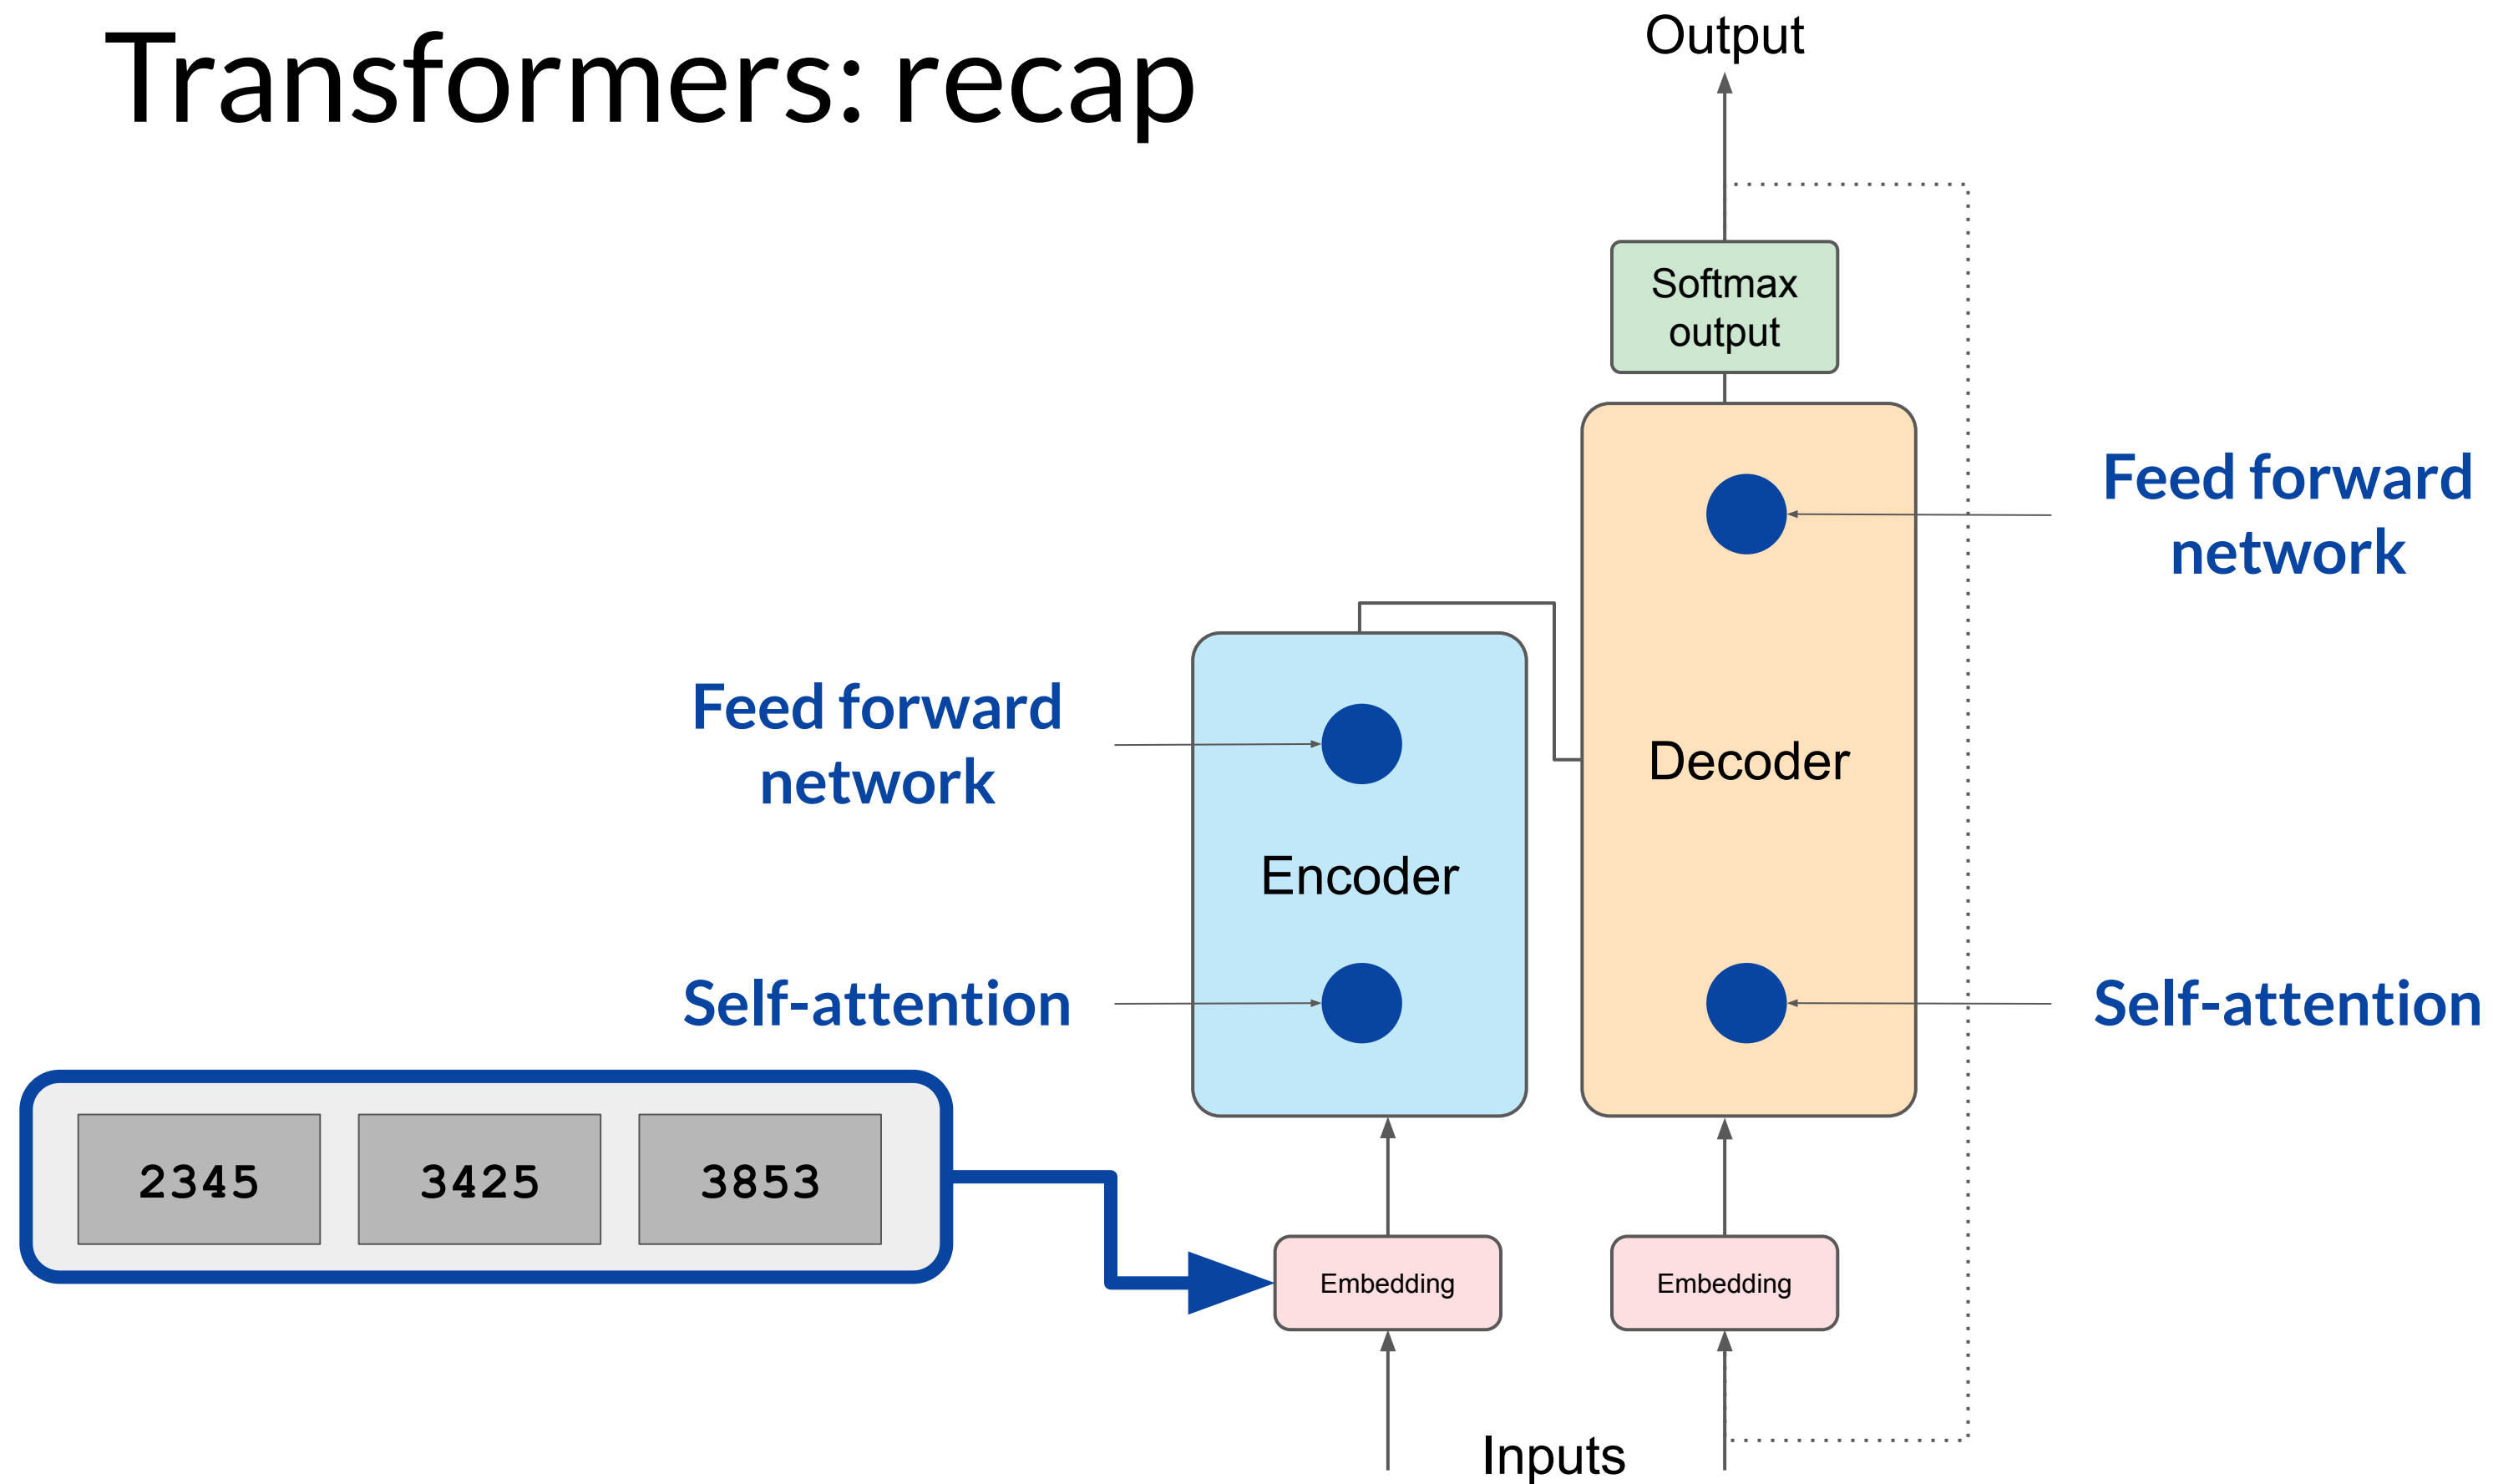 Transformers: recap
Output
Softmax
output
Feed forward
network
Feed forward
network
Decoder
Encoder
Self-attention
Self-attention
2345
3425
3853
Embedding
Embedding
Inputs